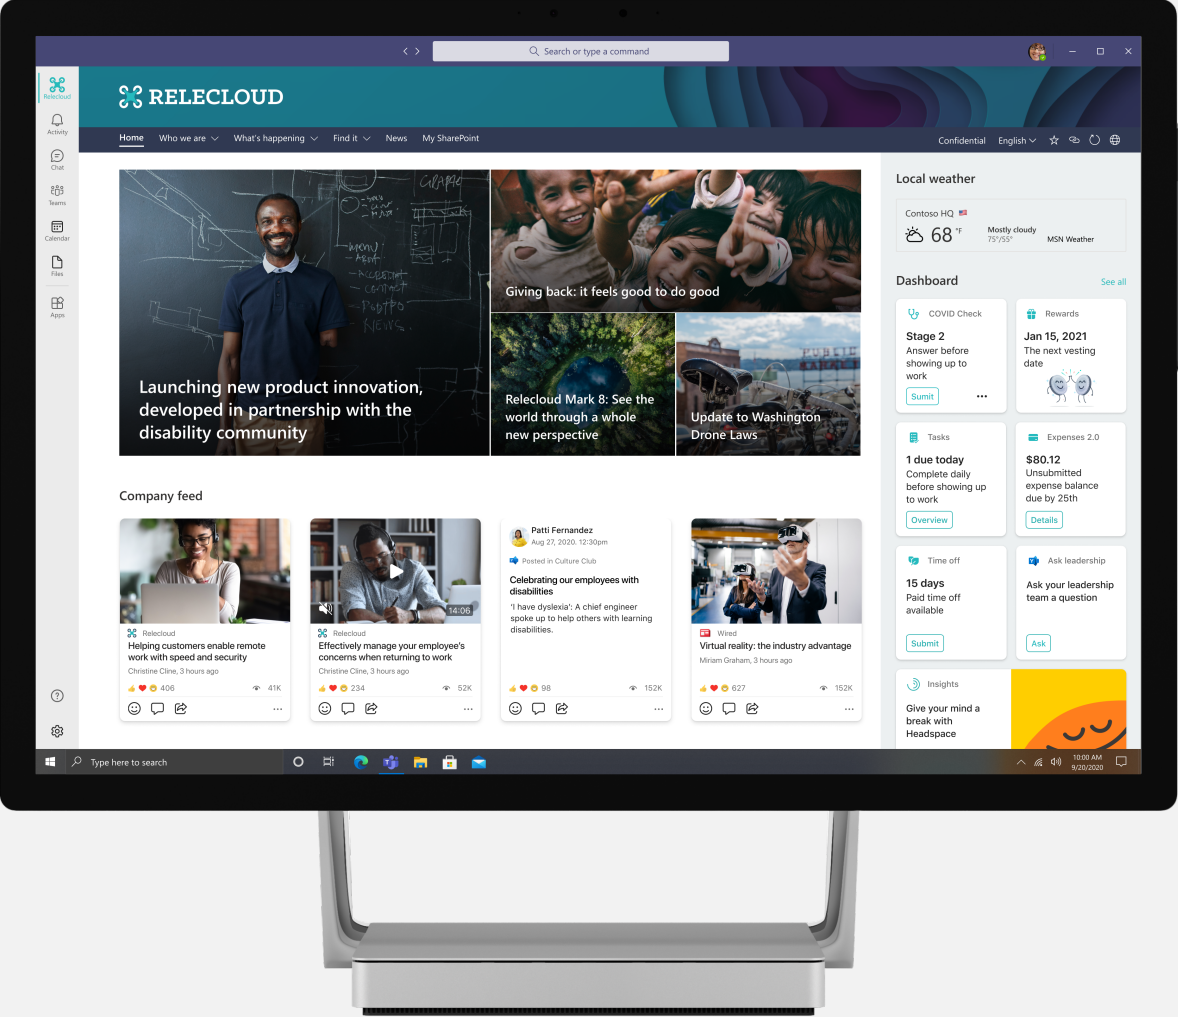 Search or type a command
Relecloud
Activity
Chat
Teams
Calendar
Files
Apps
RELECLOUD
Home
Who we are
What's happening
Find it
News
My SharePoint
Confidential
English
GRAPHIC
Launching new product innovation,
developed in partnership with the
disability community
Giving back: it feels good to do good
Relecloud Mark 8: See the
world through a whole
new perspective
PUBLIC
MARKET
Update to Washington
Drone Laws
Local weather
Contoso HQ
68 °F
Mostly cloudy
75°/55°
MSN Weather
Dashboard
See all
COVID Check
Stage 2
Answer before
showing up to
work
Sumit
Rewards
Jan 15, 2021
The next vesting
date
Tasks
1 due today
Complete daily
before showing up
to work
Overview
Expenses 2.0
$80.12
Unsubmitted
expense balance
due by 25th
Details
Time off
15 days
Paid time off
available
Submit
Ask leadership
Ask your leadership
team a question
Ask
Insights
Give your mind a
break with
Headspace
Company feed
Relecloud
Helping customers enable remote
work with speed and security
Christine Cline, 3 hours ago
406
41K
14:06
Relecloud
Effectively manage your employee's
concerns when returning to work
Christine Cline, 3 hours ago
234
52K
Patti Fernandez
Aug 27, 2020. 12:30pm
Posted in Culture Club
Celebrating our employees with
disabilities
'I have dyslexia': A chief engineer
spoke up to help others with learning
disabilities.
98
152K
Wired
Virtual reality: the industry advantage
Miriam Graham, 3 hours ago
627
152K
Type here to search
10:00 AM
9/20/2020